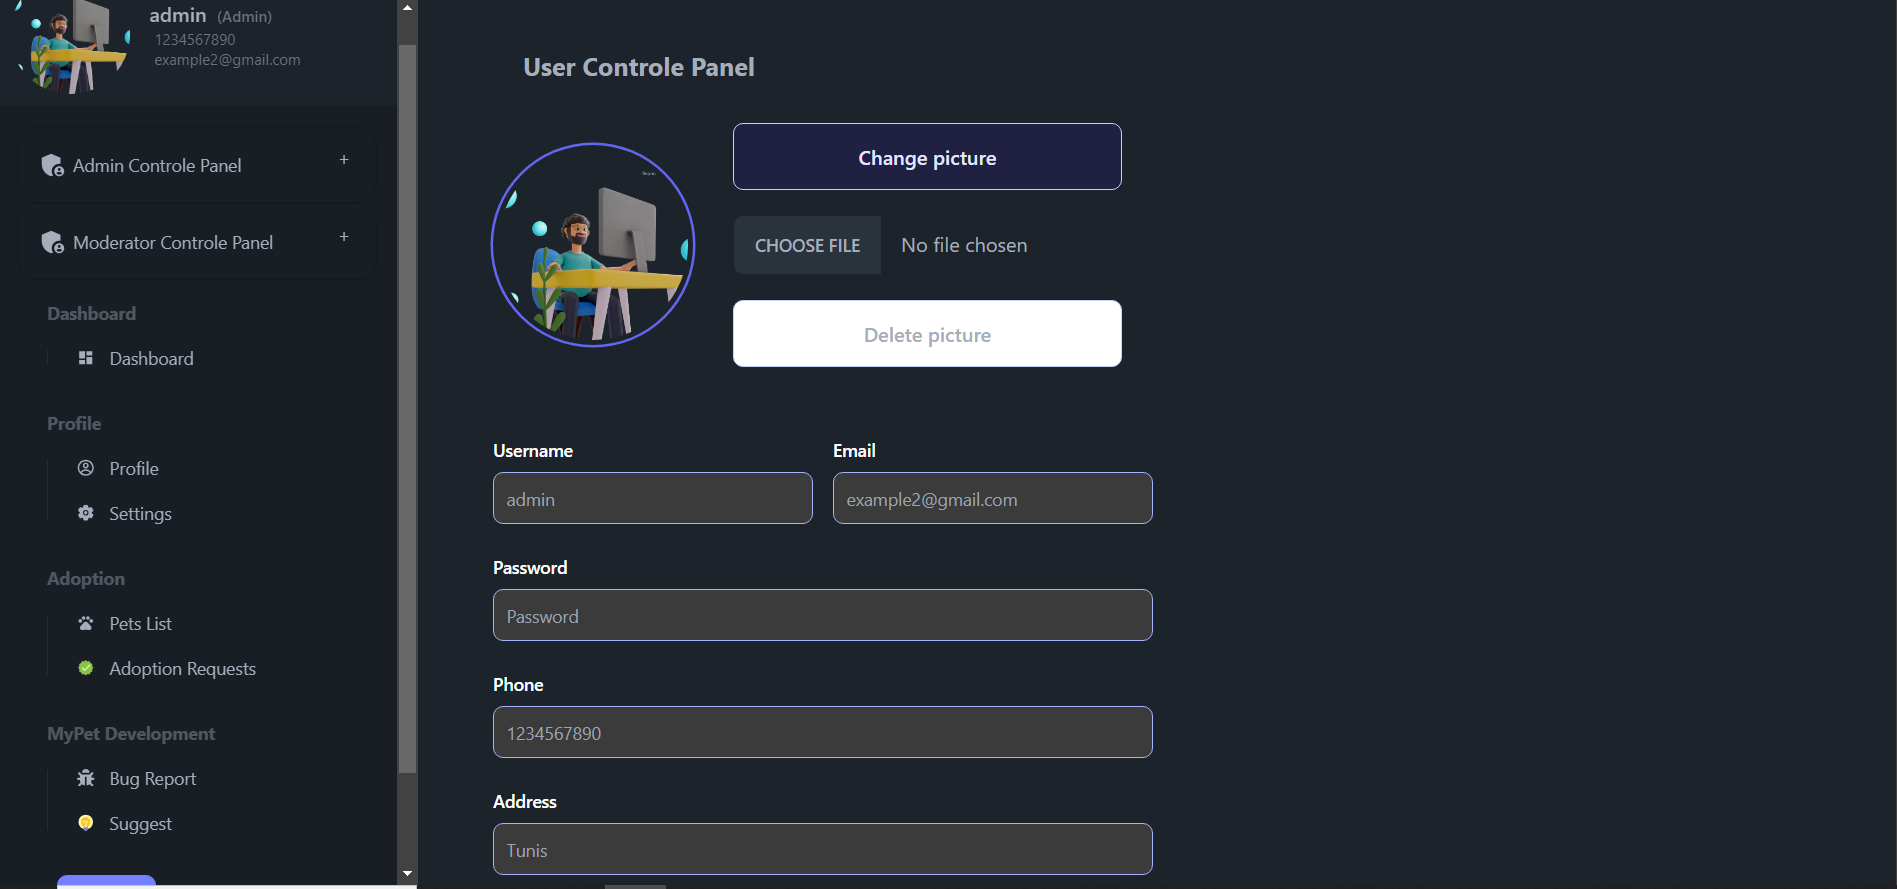 admin (Admin)
1234567890
example2@gmail.com
Admin Controle Panel +
Moderator Controle Panel +
Dashboard
Dashboard
Profile
Profile
Settings
Adoption
Pets List
Adoption Requests
MyPet Development
Bug Report
Suggest
User Controle Panel
Change picture
CHOOSE FILE No file chosen
Delete picture
Username Email
admin example2@gmail.com
Password
Password
Phone
1234567890
Address
Tunis